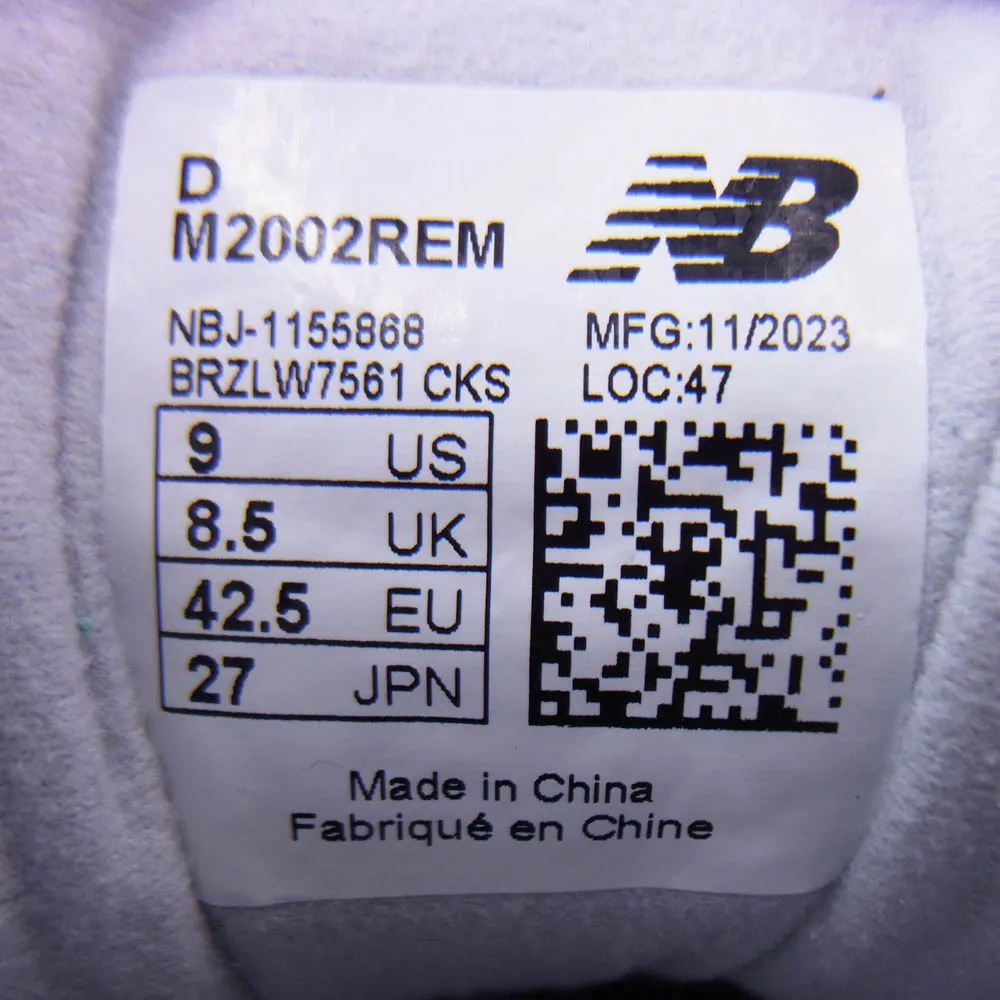 D
M2002REM
NB
NBJ-1155868
MFG:11/2023
BRZLW7561 CKS
LOC:47
9 US
8.5 UK
42.5 EU
27 JPN
Made in China
Fabriqué en Chine